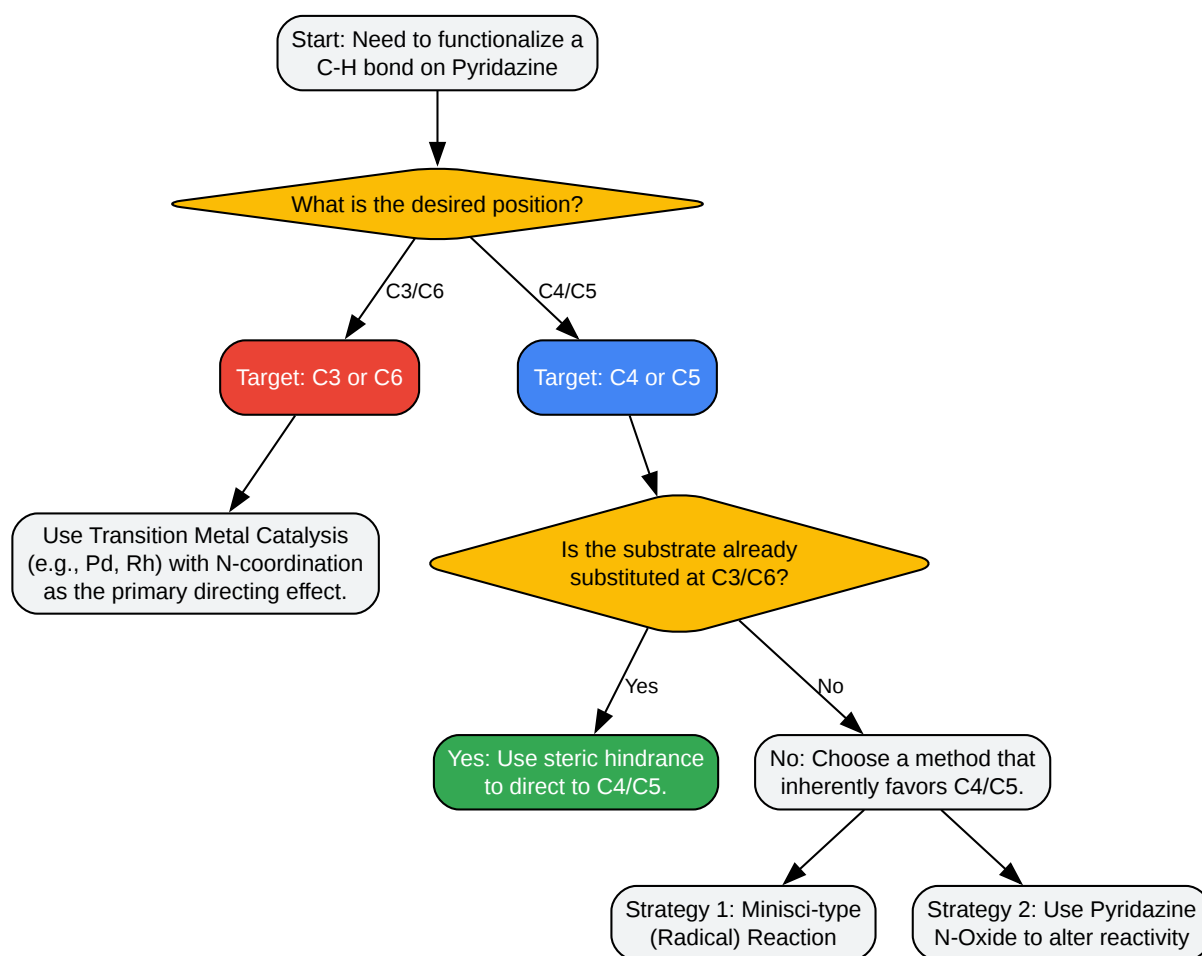 Start: Need to functionalize a
C-H bond on Pyridazine
What is the desired position?
C3/C6
C4/C5
Target: C3 or C6
Target: C4 or C5
Use Transition Metal Catalysis
(e.g., Pd, Rh) with N-coordination
as the primary directing effect.
Is the substrate already
substituted at C3/C6?
Yes
No
Yes: Use steric hindrance
to direct to C4/C5.
No: Choose a method that
inherently favors C4/C5.
Strategy 1: Minisci-type
(Radical) Reaction
Strategy 2: Use Pyridazine
N-Oxide to alter reactivity